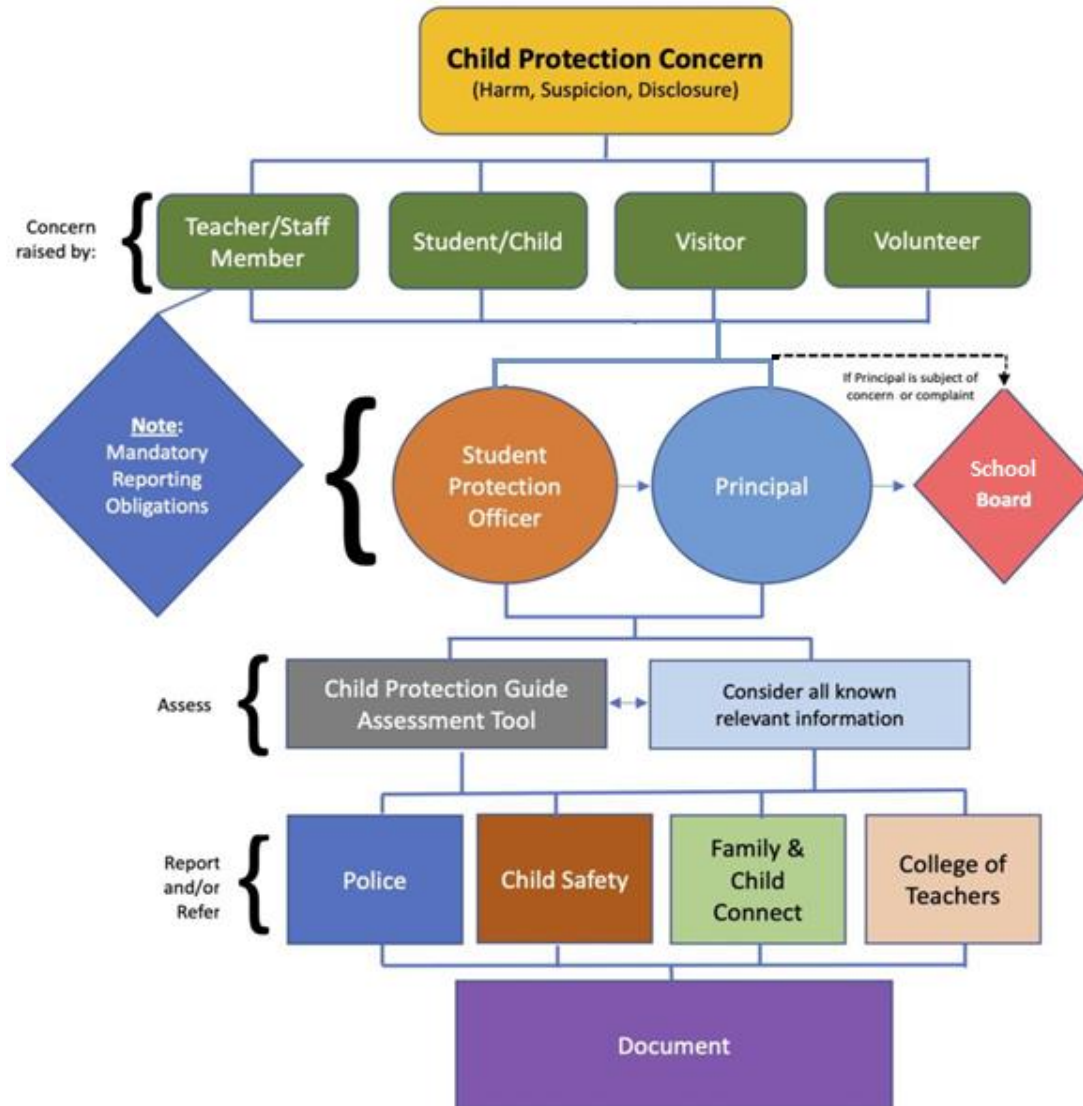 Child Protection Concern
(Harm, Suspicion, Disclosure)
Concern
raised by:
Teacher/Staff
Member
Student/Child
Visitor
Volunteer
If Principal is subject of
concern or complaint
Note:
Mandatory
Reporting
Obligations
Student
Protection
Officer
Principal
School
Board
Assess
Child Protection Guide
Assessment Tool
Consider all known
relevant information
Report
and/or
Refer
Police
Child Safety
Family &
Child
Connect
College of
Teachers
Document